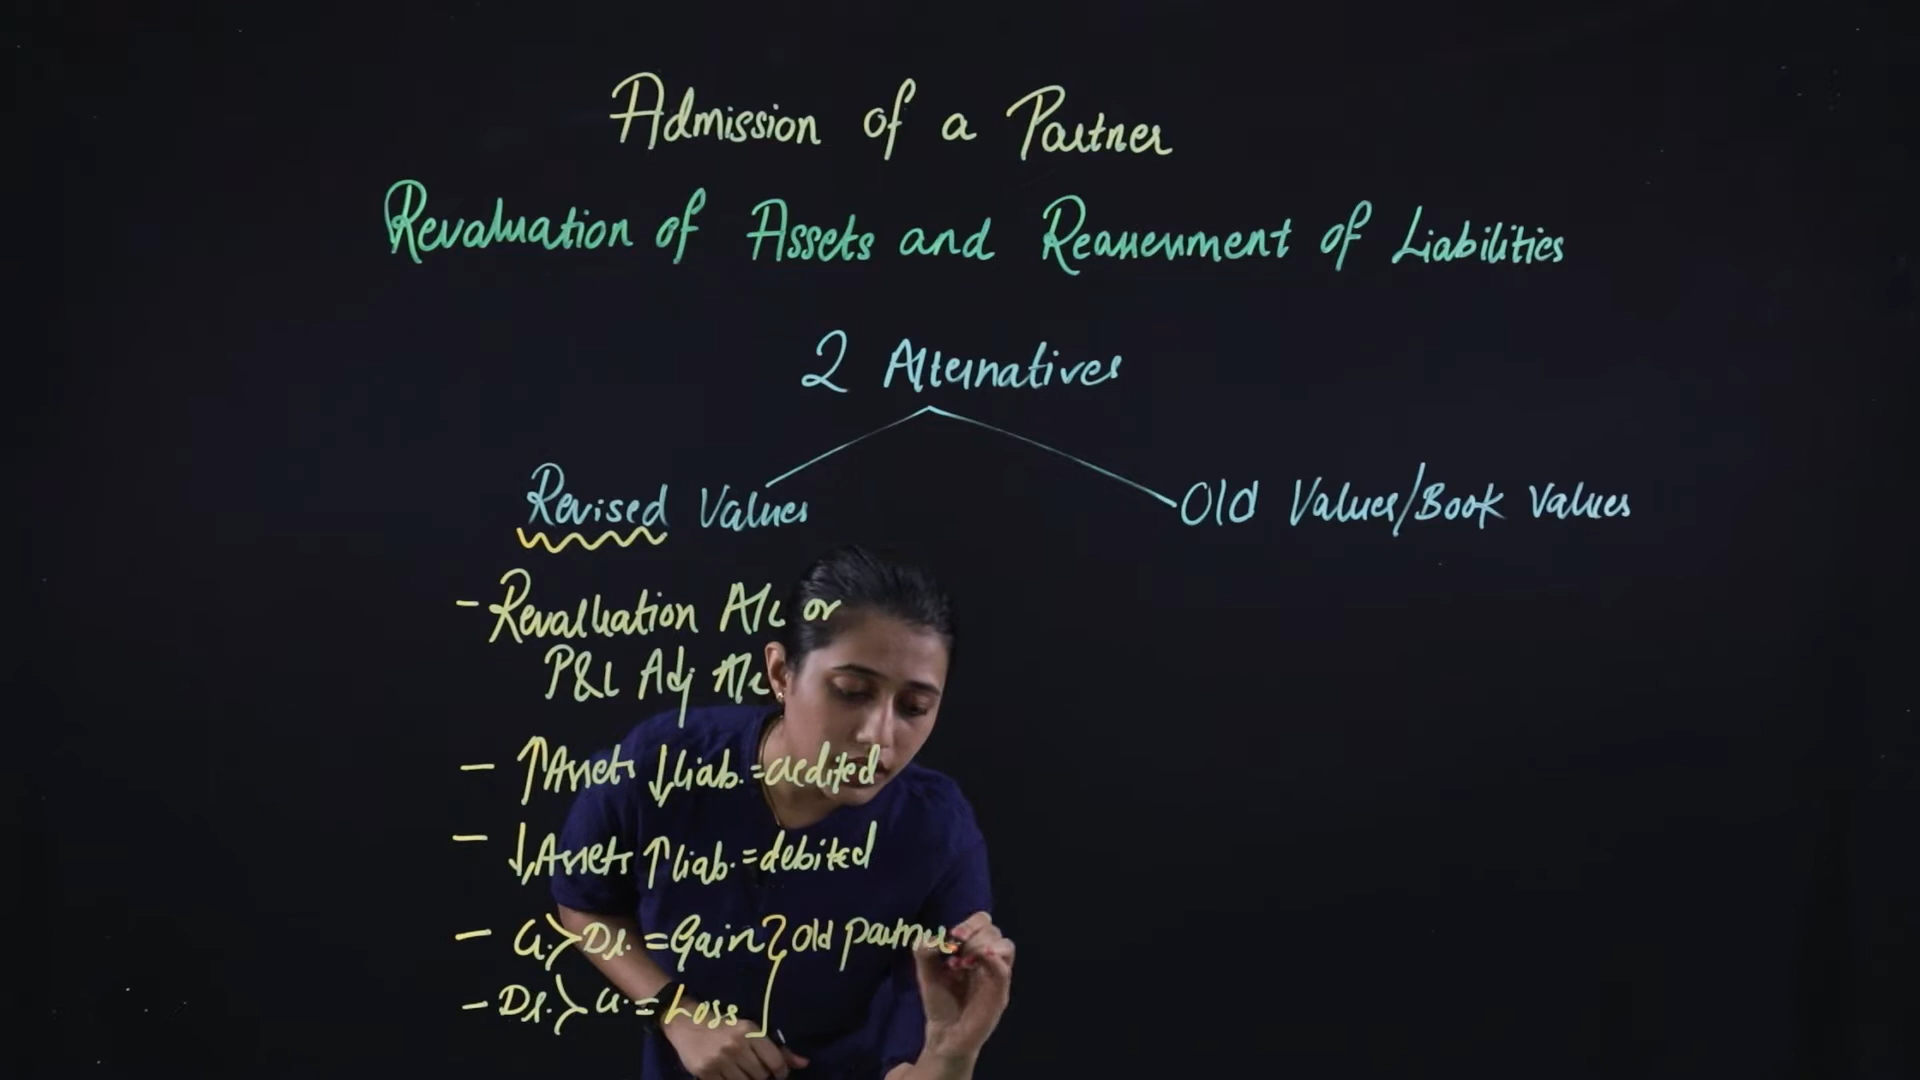 Admission of a Partner
Revaluation of Assets and Reassessment of Liabilities
2 Alternatives
Revised Values
Old Values/Book Values
- Revaluation A/c or
P&L Adj A/c
- ↑Assets ↓liab. = credited
- ↓Assets ↑liab. = debited
- Cr. > Dr. = Gain } Old partner
- Dr. > Cr. = Loss